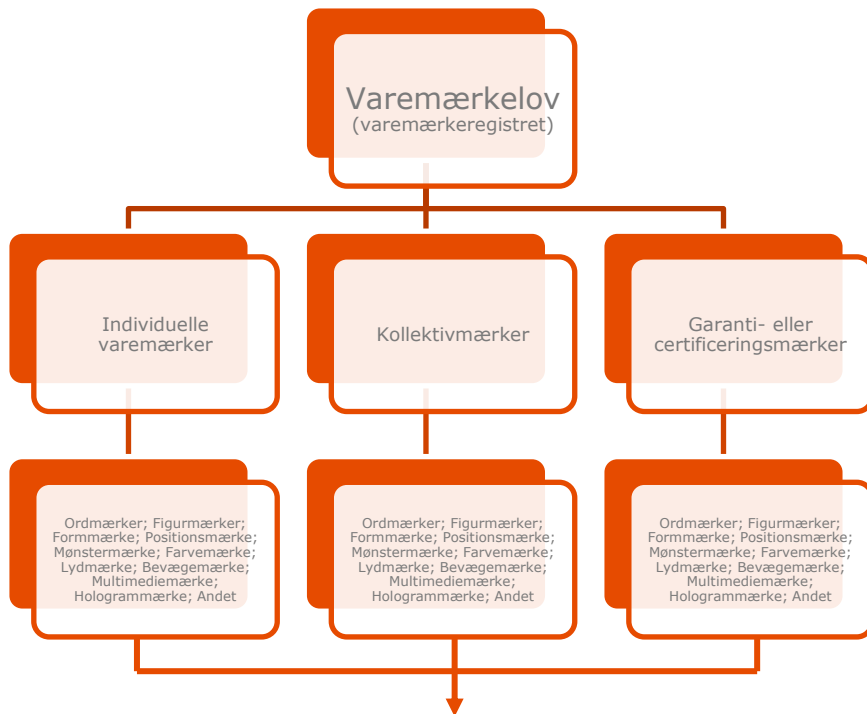 Varemærkelov
(varemærkeregistret)
Individuelle
varemærker
Kollektivmærker
Garanti- eller
certificeringsmærker
Ordmærker; Figurmærker;
Formmærke; Positionsmærke;
Mønstermærke; Farvemærke;
Lydmærke; Bevægemærke;
Multimediemærke;
Hologrammærke; Andet
Ordmærker; Figurmærker;
Formmærke; Positionsmærke;
Mønstermærke; Farvemærke;
Lydmærke; Bevægemærke;
Multimediemærke;
Hologrammærke; Andet
Ordmærker; Figurmærker;
Formmærke; Positionsmærke;
Mønstermærke; Farvemærke;
Lydmærke; Bevægemærke;
Multimediemærke;
Hologrammærke; Andet